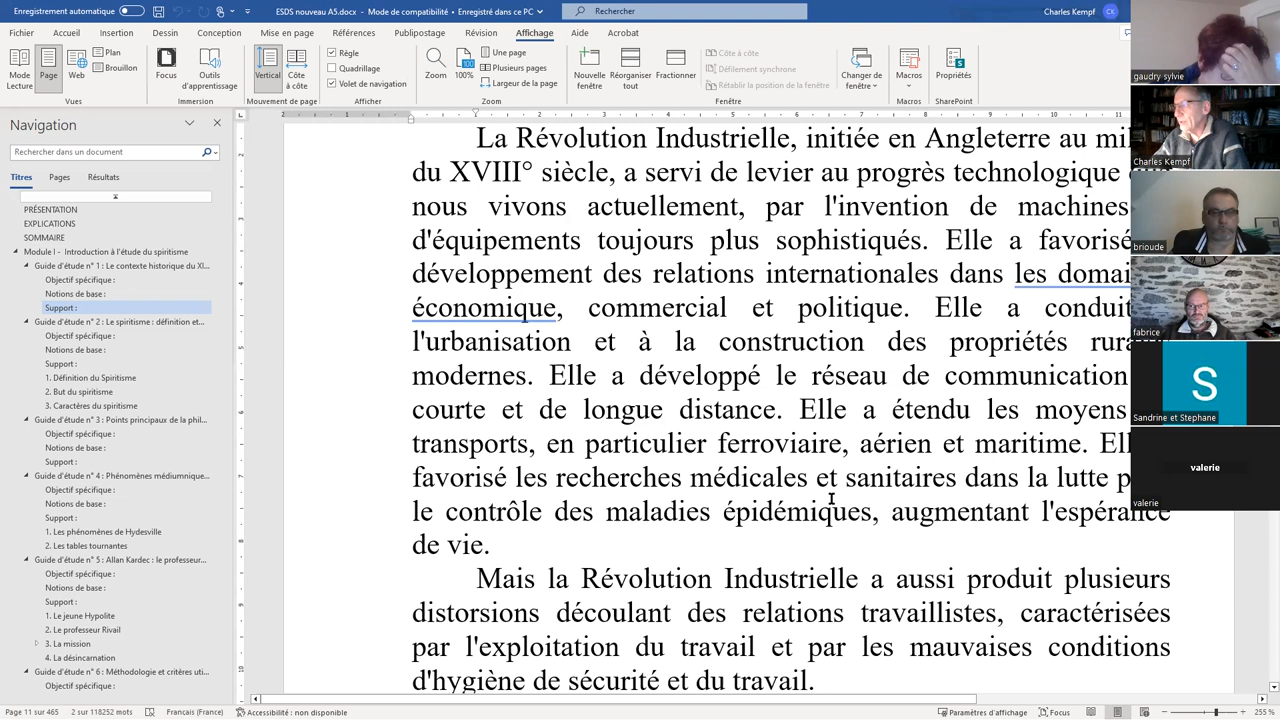 Enregistrement automatique
ESDS nouveau A5.docx - Mode de compatibilité • Enregistré dans ce PC
Rechercher
Charles Kempf
CK
Fichier Accueil Insertion Dessin Conception Mise en page Références Publipostage Révision Affichage Aide Acrobat
Mode Lecture
Page
Web
Plan
Brouillon
Vues
Focus
Outils d'apprentissage
Immersion
Vertical
Côte à côte
Mouvement de page
Règle
Quadrillage
Volet de navigation
Afficher
Zoom
100%
Une page
Plusieurs pages
Largeur de la page
Zoom
Nouvelle fenêtre
Réorganiser tout
Fractionner
Côte à côte
Défilement synchrone
Rétablir la position de la fenêtre
Changer de fenêtre
Fenêtre
Macros
Macros
Propriétés
SharePoint
Navigation
Rechercher dans un document
Titres Pages Résultats
PRÉSENTATION
EXPLICATIONS
SOMMAIRE
Module I - Introduction à l'étude du spiritisme
Guide d'étude n° 1 : Le contexte historique du XI...
Objectif spécifique :
Notions de base :
Support :
Guide d'étude n° 2 : Le spiritisme : définition et...
Objectif spécifique :
Notions de base :
Support :
1. Définition du Spiritisme
2. But du spiritisme
3. Caractères du spiritisme
Guide d'étude n° 3 : Points principaux de la phil...
Objectif spécifique :
Notions de base :
Support :
Guide d'étude n° 4 : Phénomènes médiumnique...
Objectif spécifique :
Notions de base :
Support :
1. Les phénomènes de Hydesville
2. Les tables tournantes
Guide d'étude n° 5 : Allan Kardec : le professeur...
Objectif spécifique :
Notions de base :
Support :
1. Le jeune Hypolite
2. Le professeur Rivail
3. La mission
4. La désincarnation
Guide d'étude n° 6 : Méthodologie et critères uti...
Objectif spécifique :
La Révolution Industrielle, initiée en Angleterre au mil
du XVIII° siècle, a servi de levier au progrès technologique
nous vivons actuellement, par l'invention de machines
d'équipements toujours plus sophistiqués. Elle a favorisé
développement des relations internationales dans les domai
économique, commercial et politique. Elle a conduit
l'urbanisation et à la construction des propriétés rura
modernes. Elle a développé le réseau de communication
courte et de longue distance. Elle a étendu les moyens
transports, en particulier ferroviaire, aérien et maritime. Ell
favorisé les recherches médicales et sanitaires dans la lutte p
le contrôle des maladies épidémiques, augmentant l'espérance
de vie.
Mais la Révolution Industrielle a aussi produit plusieurs
distorsions découlant des relations travaillistes, caractérisées
par l'exploitation du travail et par les mauvaises conditions
d'hygiène de sécurité et du travail.
gaudry sylvie
Charles Kempf
brioude
fabrice
S
Sandrine et Stephane
valerie
valerie
Page 11 sur 465 2 sur 118252 mots Français (France) Accessibilité : non disponible Paramètres d'affichage Focus 255 %